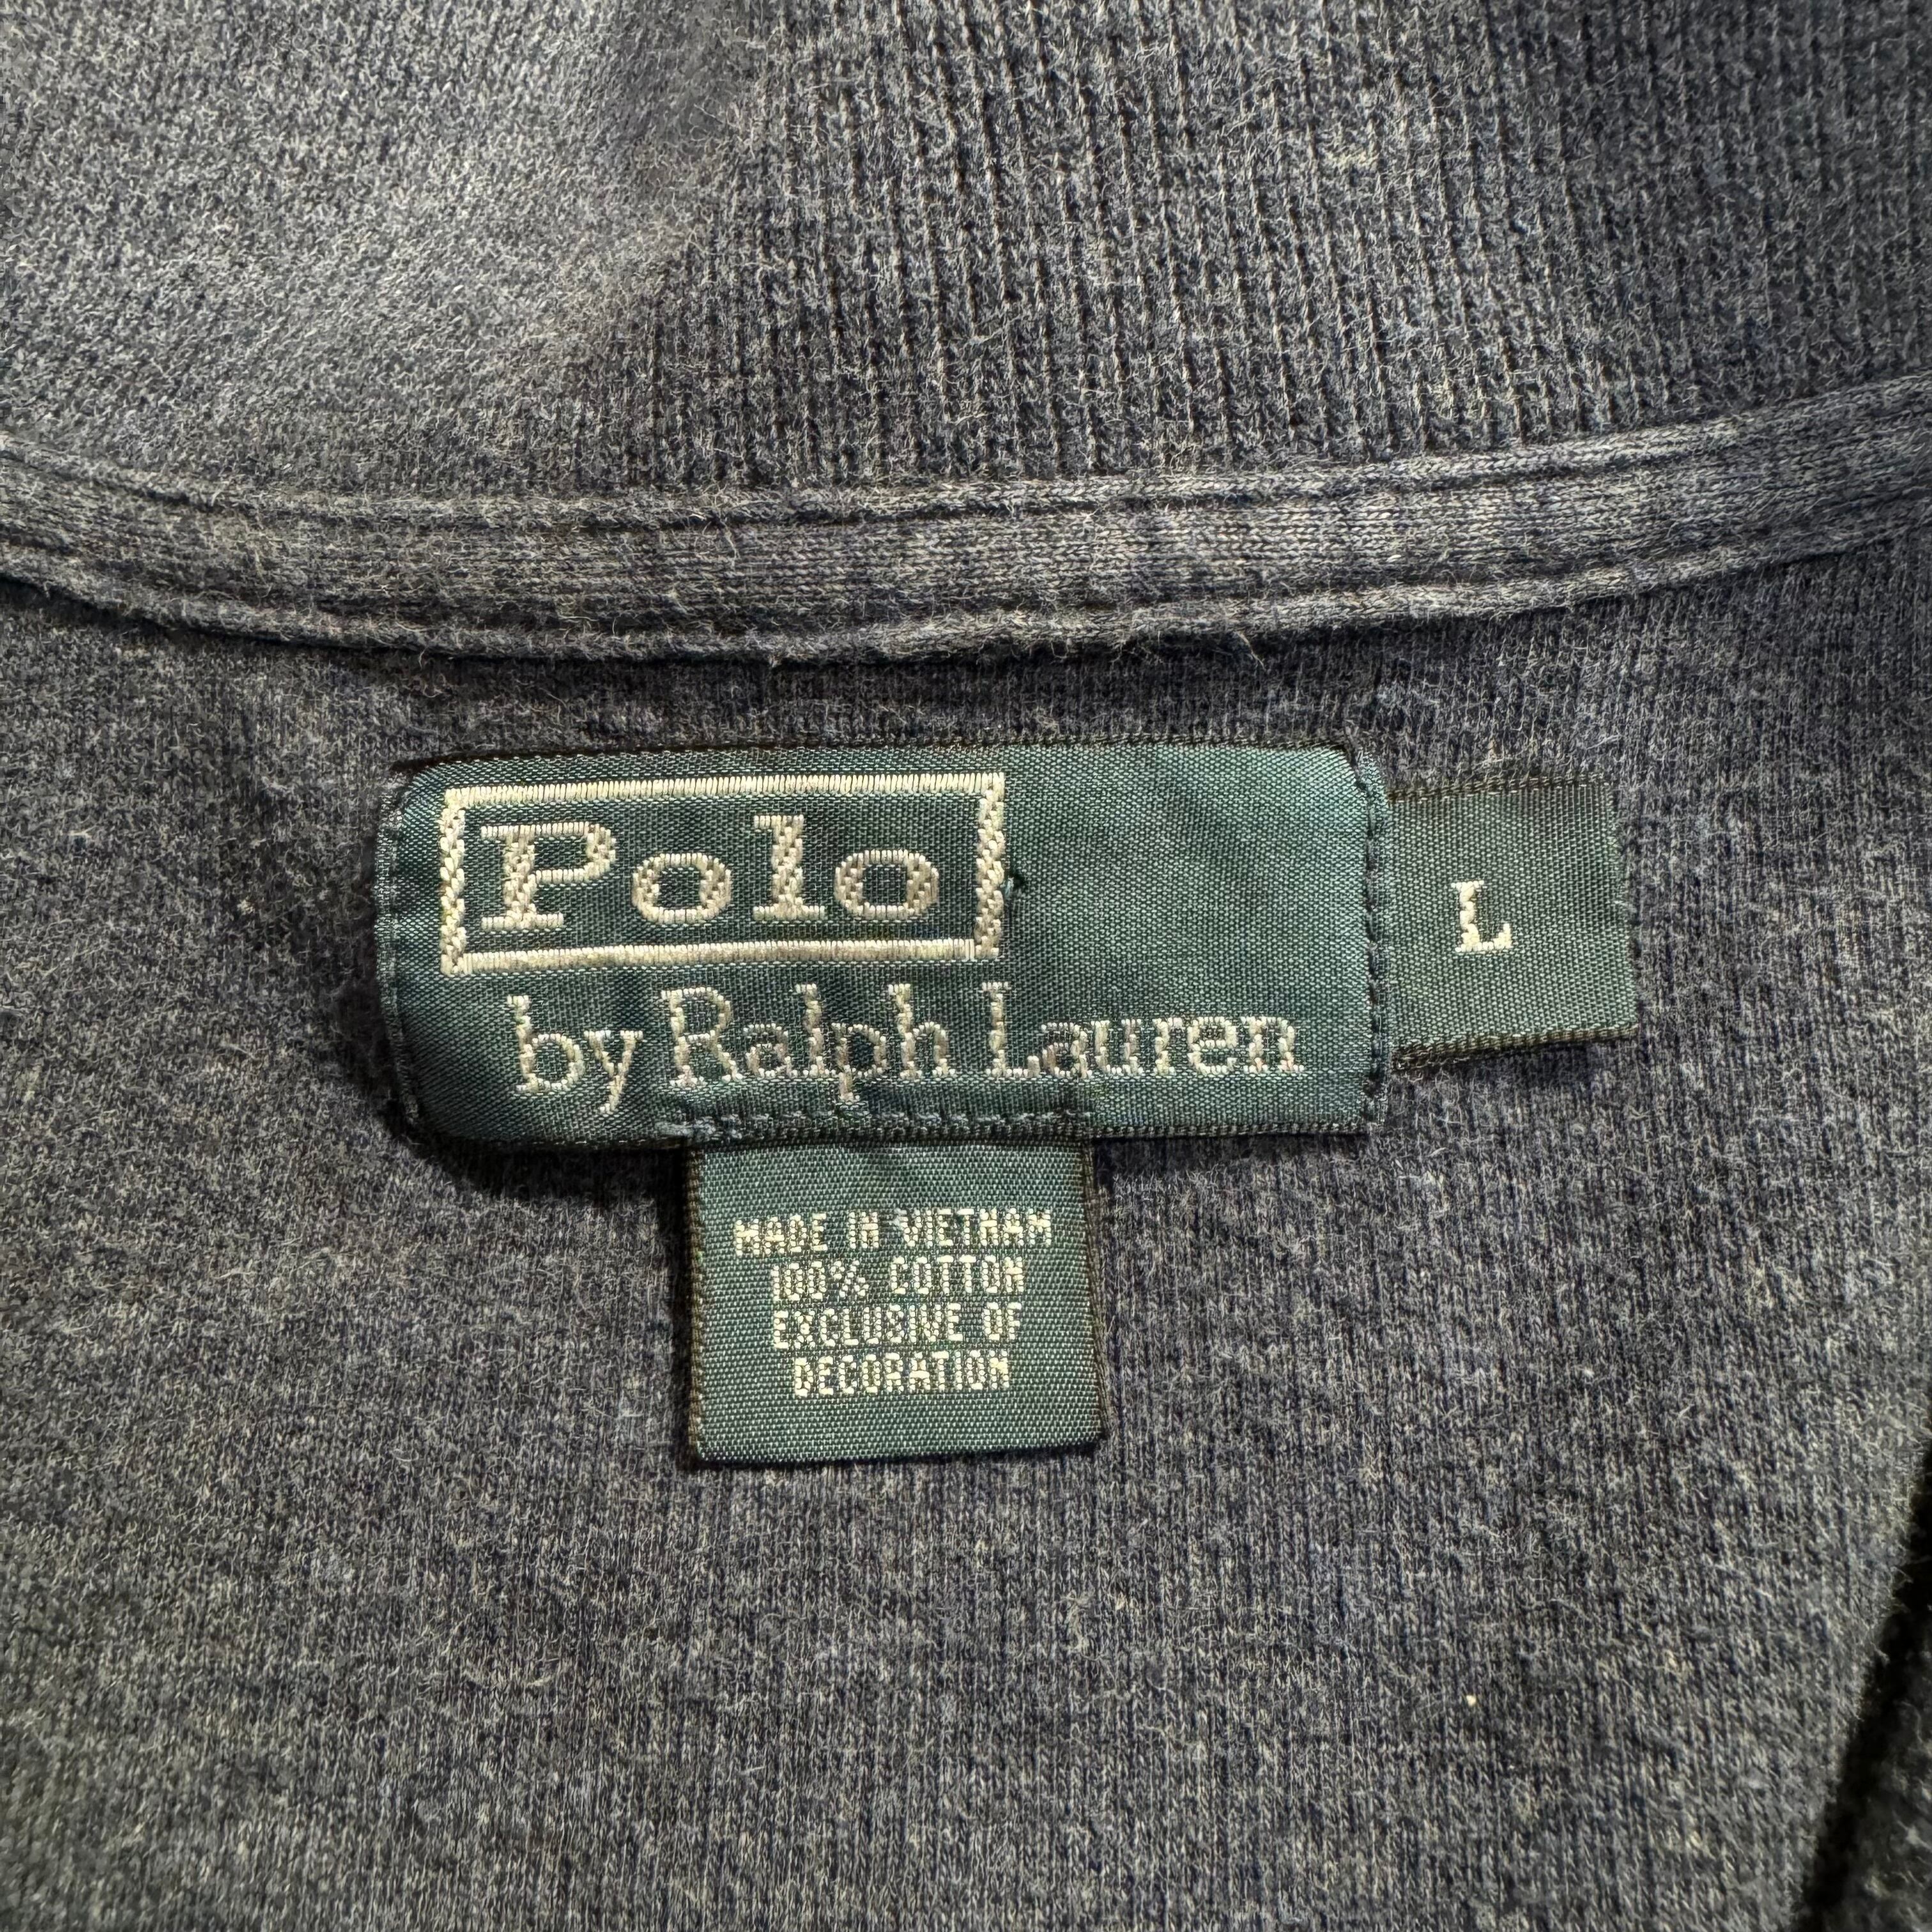 Polo
by Ralph Lauren
L
MADE IN VIETNAM
100% COTTON
EXCLUSIVE OF
DECORATION